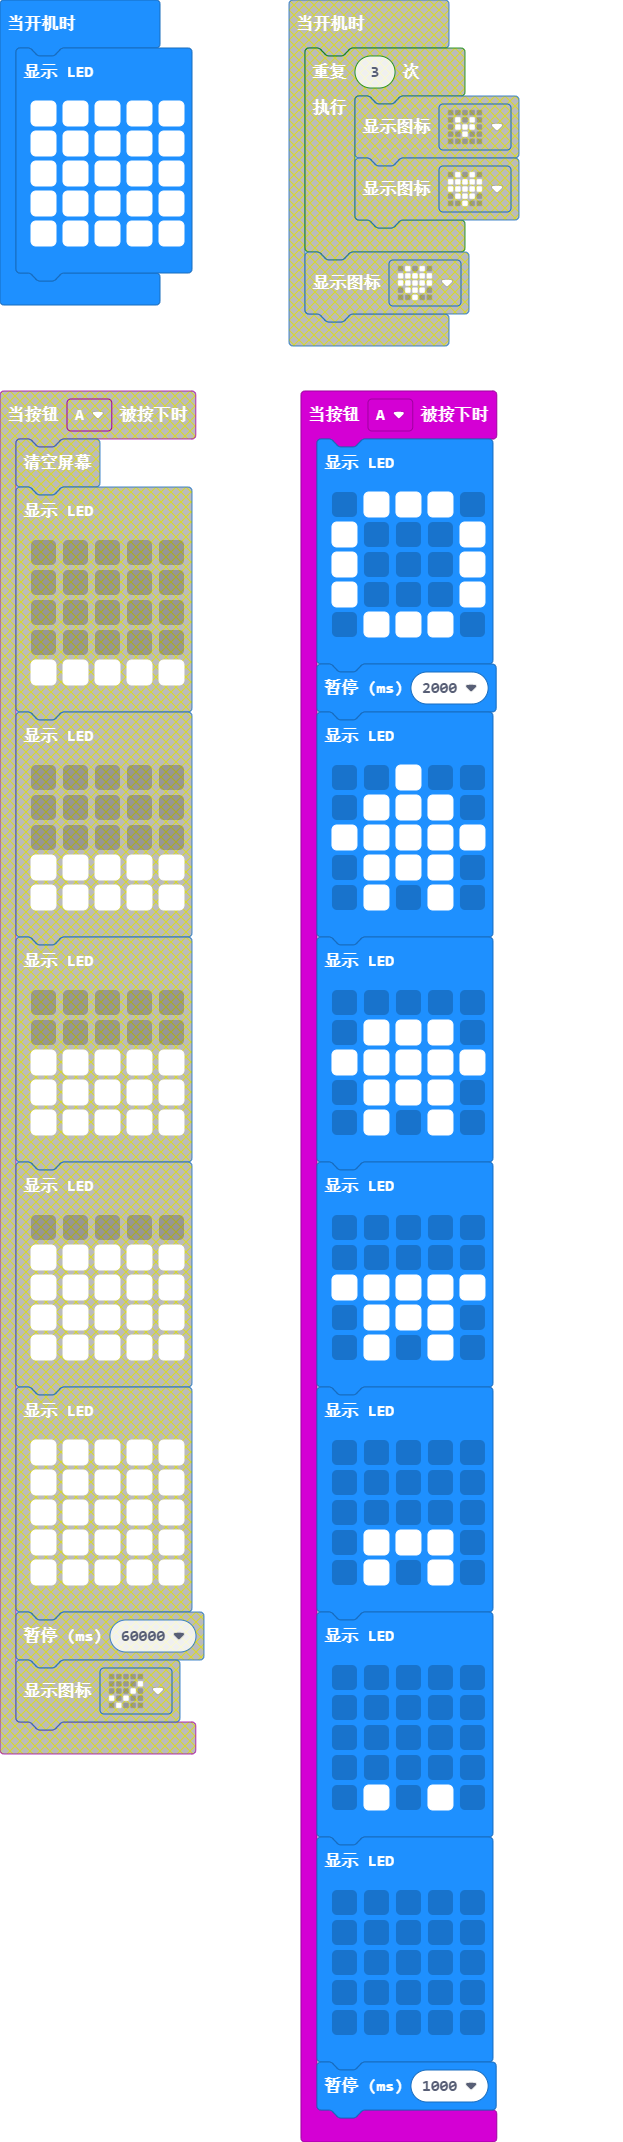 当开机时
显示 LED
当开机时
重复 3 次
执行
显示图标
显示图标
显示图标
当按钮 A 被按下时
清空屏幕
显示 LED
显示 LED
显示 LED
显示 LED
显示 LED
暂停 (ms) 60000
显示图标
当按钮 A 被按下时
显示 LED
暂停 (ms) 2000
显示 LED
显示 LED
显示 LED
显示 LED
显示 LED
显示 LED
暂停 (ms) 1000